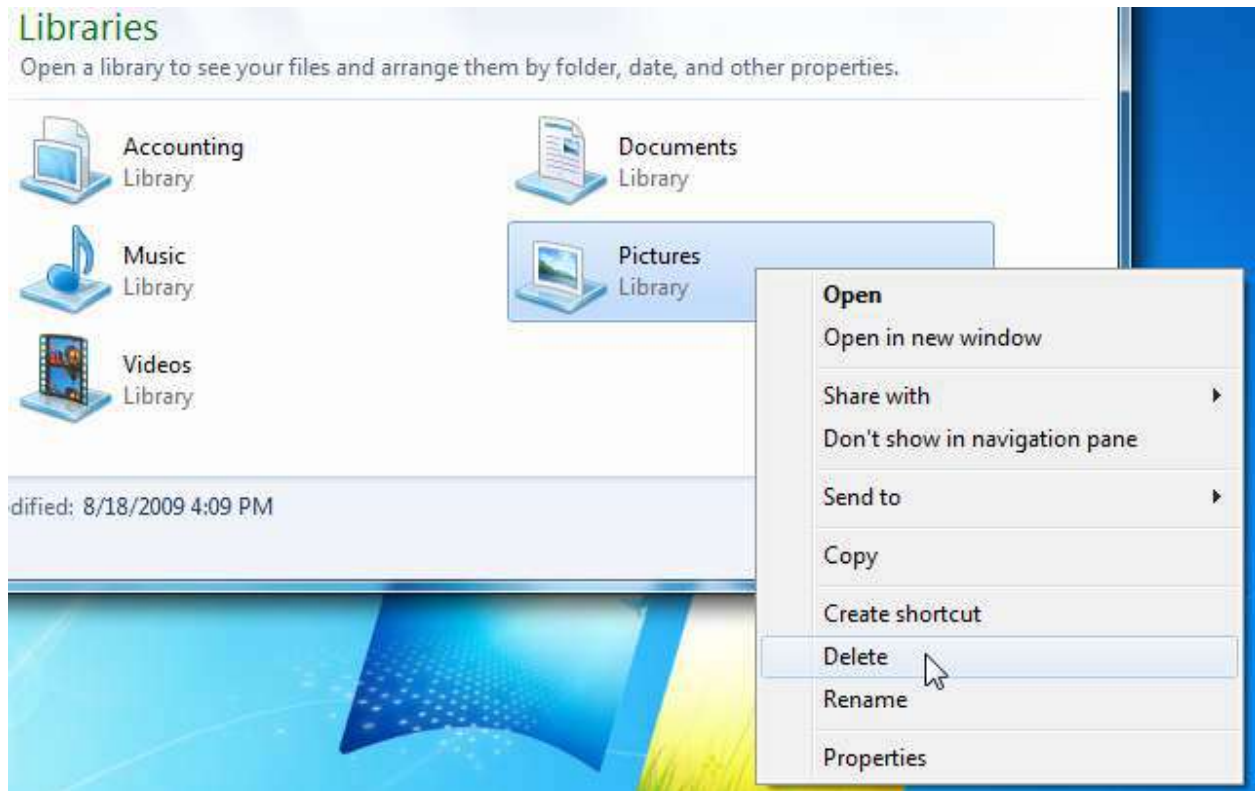 Libraries
Open a library to see your files and arrange them by folder, date, and other properties.
Accounting
Library
Documents
Library
Music
Library
Pictures
Library
Videos
Library
dified: 8/18/2009 4:09 PM
Open
Open in new window
Share with
Don't show in navigation pane
Send to
Copy
Create shortcut
Delete
Rename
Properties